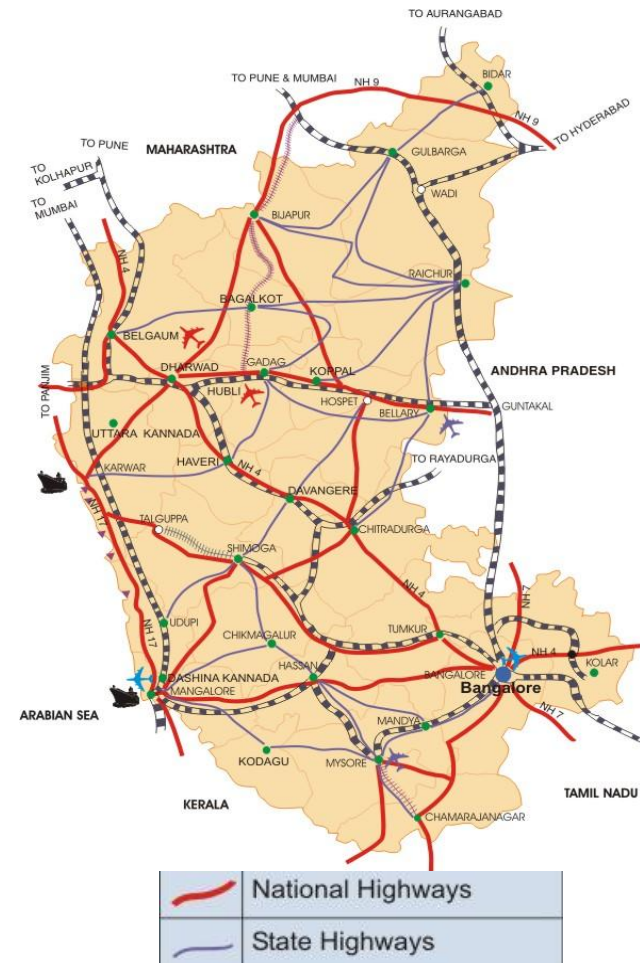 TO AURANGABAD
BIDAR
TO PUNE & MUMBAI
NH 9
NH 9
TO HYDERABAD
TO PUNE
MAHARASHTRA
GULBARGA
TO
KOLHAPUR
WADI
TO
MUMBAI
BIJAPUR
NH 4
RAICHUR
BAGALKOT
BELGAUM
GADAG
DHARWAD
KOPPAL
ANDHRA PRADESH
TO PANJIM
HUBLI
HOSPET
BELLARY
GUNTAKAL
UTTARA KANNADA
TO RAYADURGA
HAVERI
NH 4
KARWAR
DAVANGERE
NH 17
TALGUPPA
CHITRADURGA
SHIMOGA
NH 4
NH 7
NH 17
UDUPI
TUMKUR
CHIKMAGALUR
NH 4
HASSAN
KOLAR
DASHINA KANNADA
BANGALORE
MANGALORE
Bangalore
ARABIAN SEA
MANDYA
NH 7
KODAGU
MYSORE
TAMIL NADU
KERALA
CHAMARAJANAGAR
National Highways
State Highways